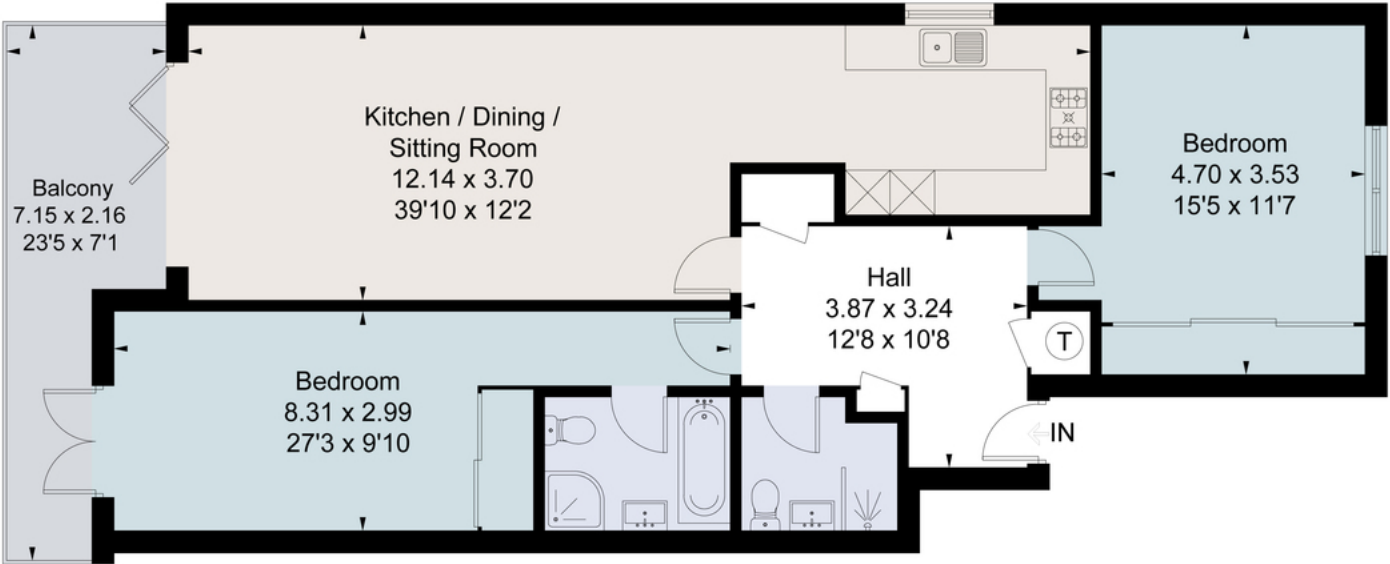 Kitchen / Dining /
Sitting Room
12.14 x 3.70
39'10 x 12'2
Bedroom
4.70 x 3.53
15'5 x 11'7
Balcony
7.15 x 2.16
23'5 x 7'1
Hall
3.87 x 3.24
12'8 x 10'8
T
Bedroom
8.31 x 2.99
27'3 x 9'10
IN